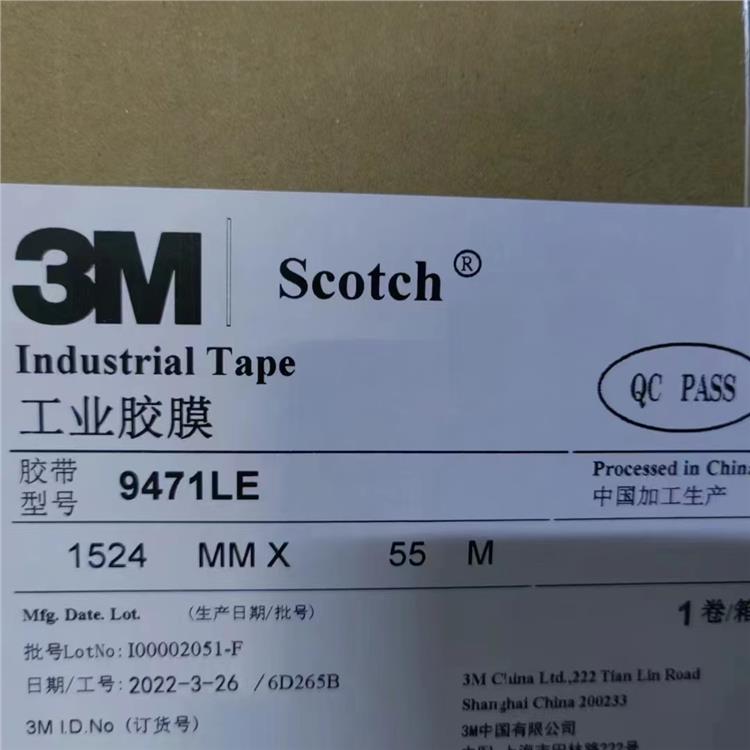 3M Scotch®
Industrial Tape
工业胶膜
QC PASS
胶带型号 9471LE
Processed in China
中国加工生产
1524 MM X 55 M
Mfg. Date. Lot. (生产日期/批号)
1 卷/箱
批号LotNo: I00002051-F
日期/工号: 2022-3-26 /6D265B
3M I.D.No (订货号)
3M China Ltd.,222 Tian Lin Road
Shanghai China 200233
3M中国有限公司